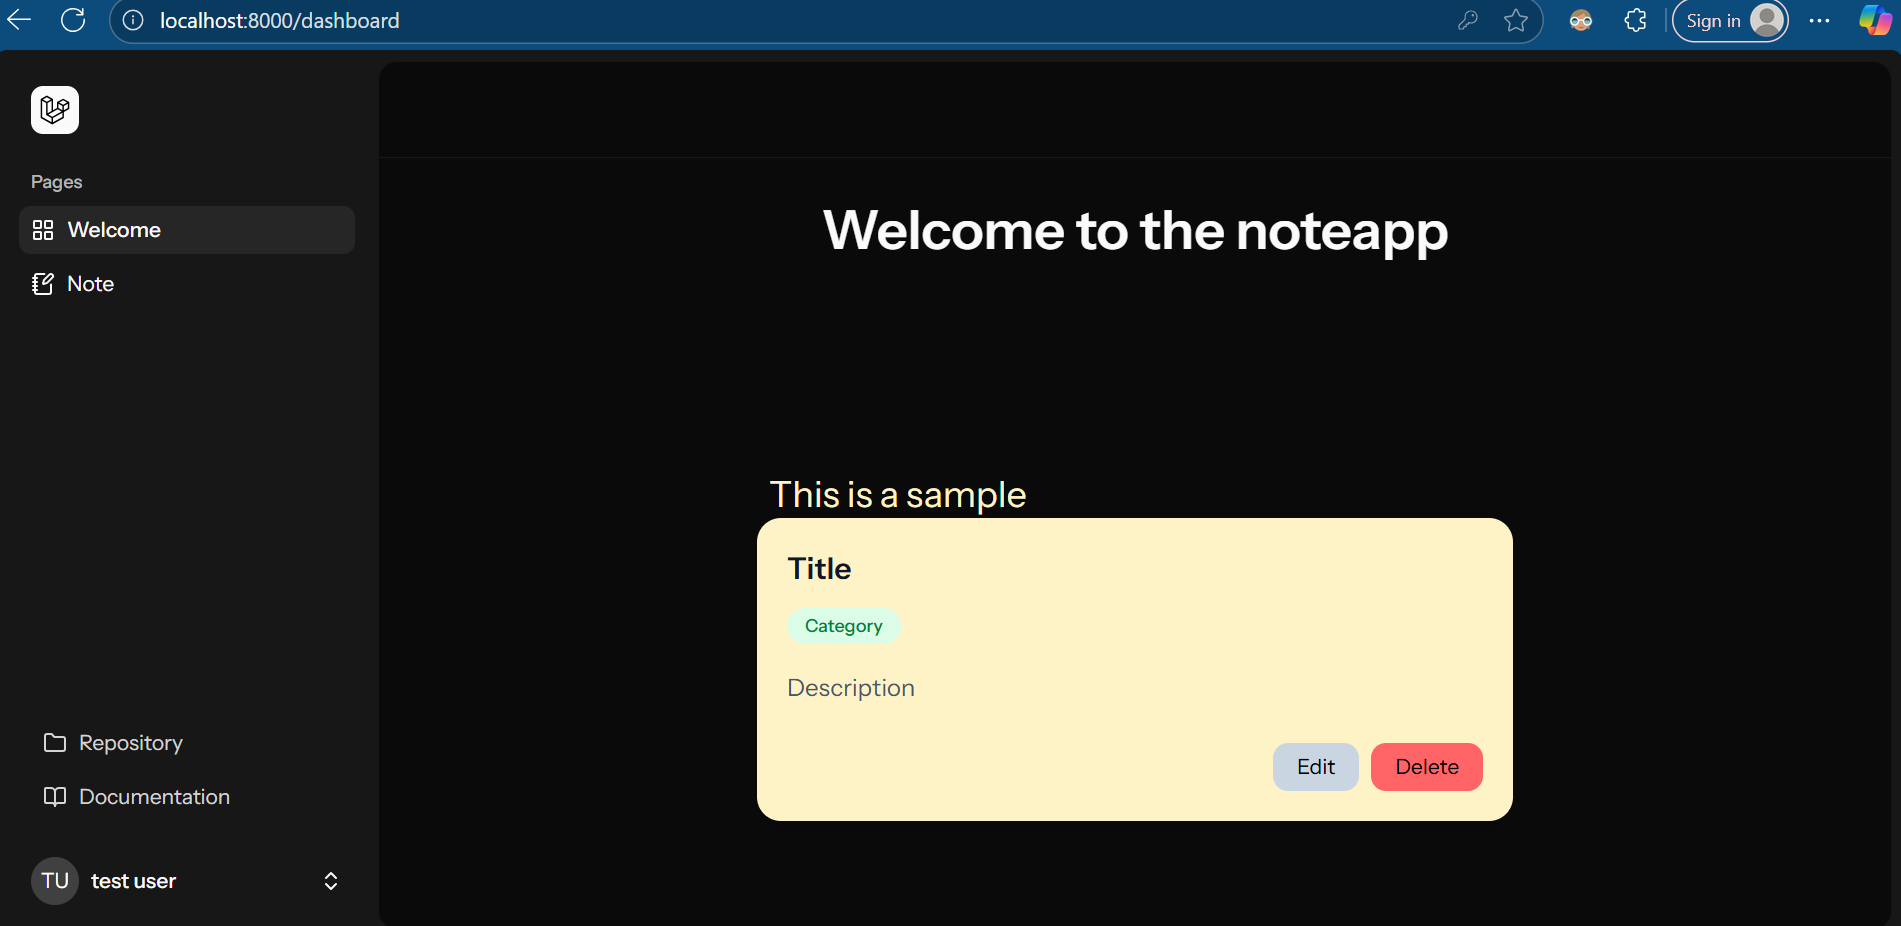 localhost:8000/dashboard
Sign in
Pages
Welcome
Note
Welcome to the noteapp
This is a sample
Title
Category
Description
Edit
Delete
Repository
Documentation
TU
test user